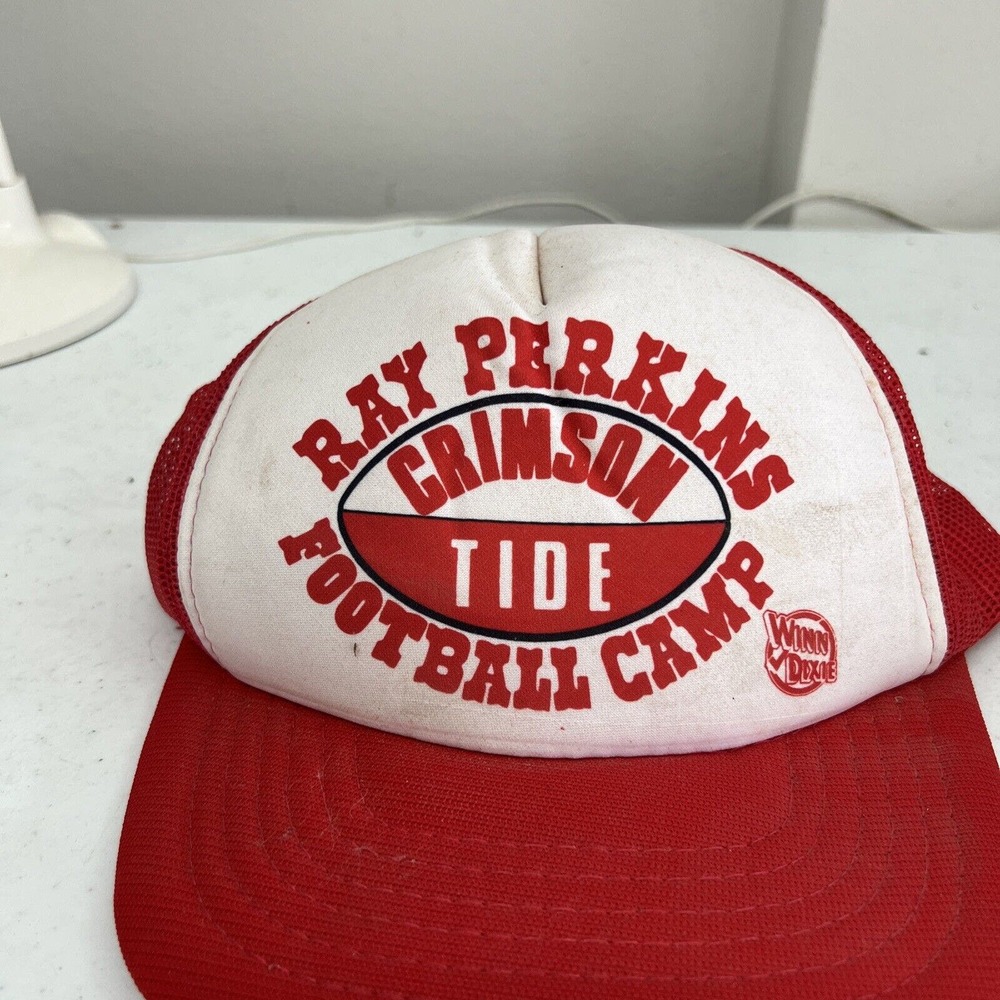 RAY PERKINS
CRIMSON
TIDE
FOOTBALL CAMP
WINN
DIXIE